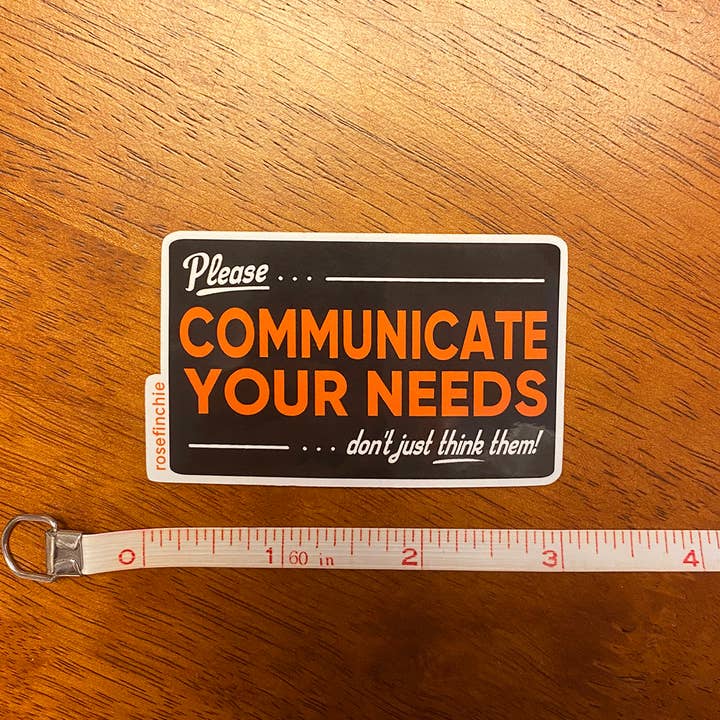 Please ...
COMMUNICATE
YOUR NEEDS
... don't just think them!
rosefinchie
0 1 60 in 2 3 4